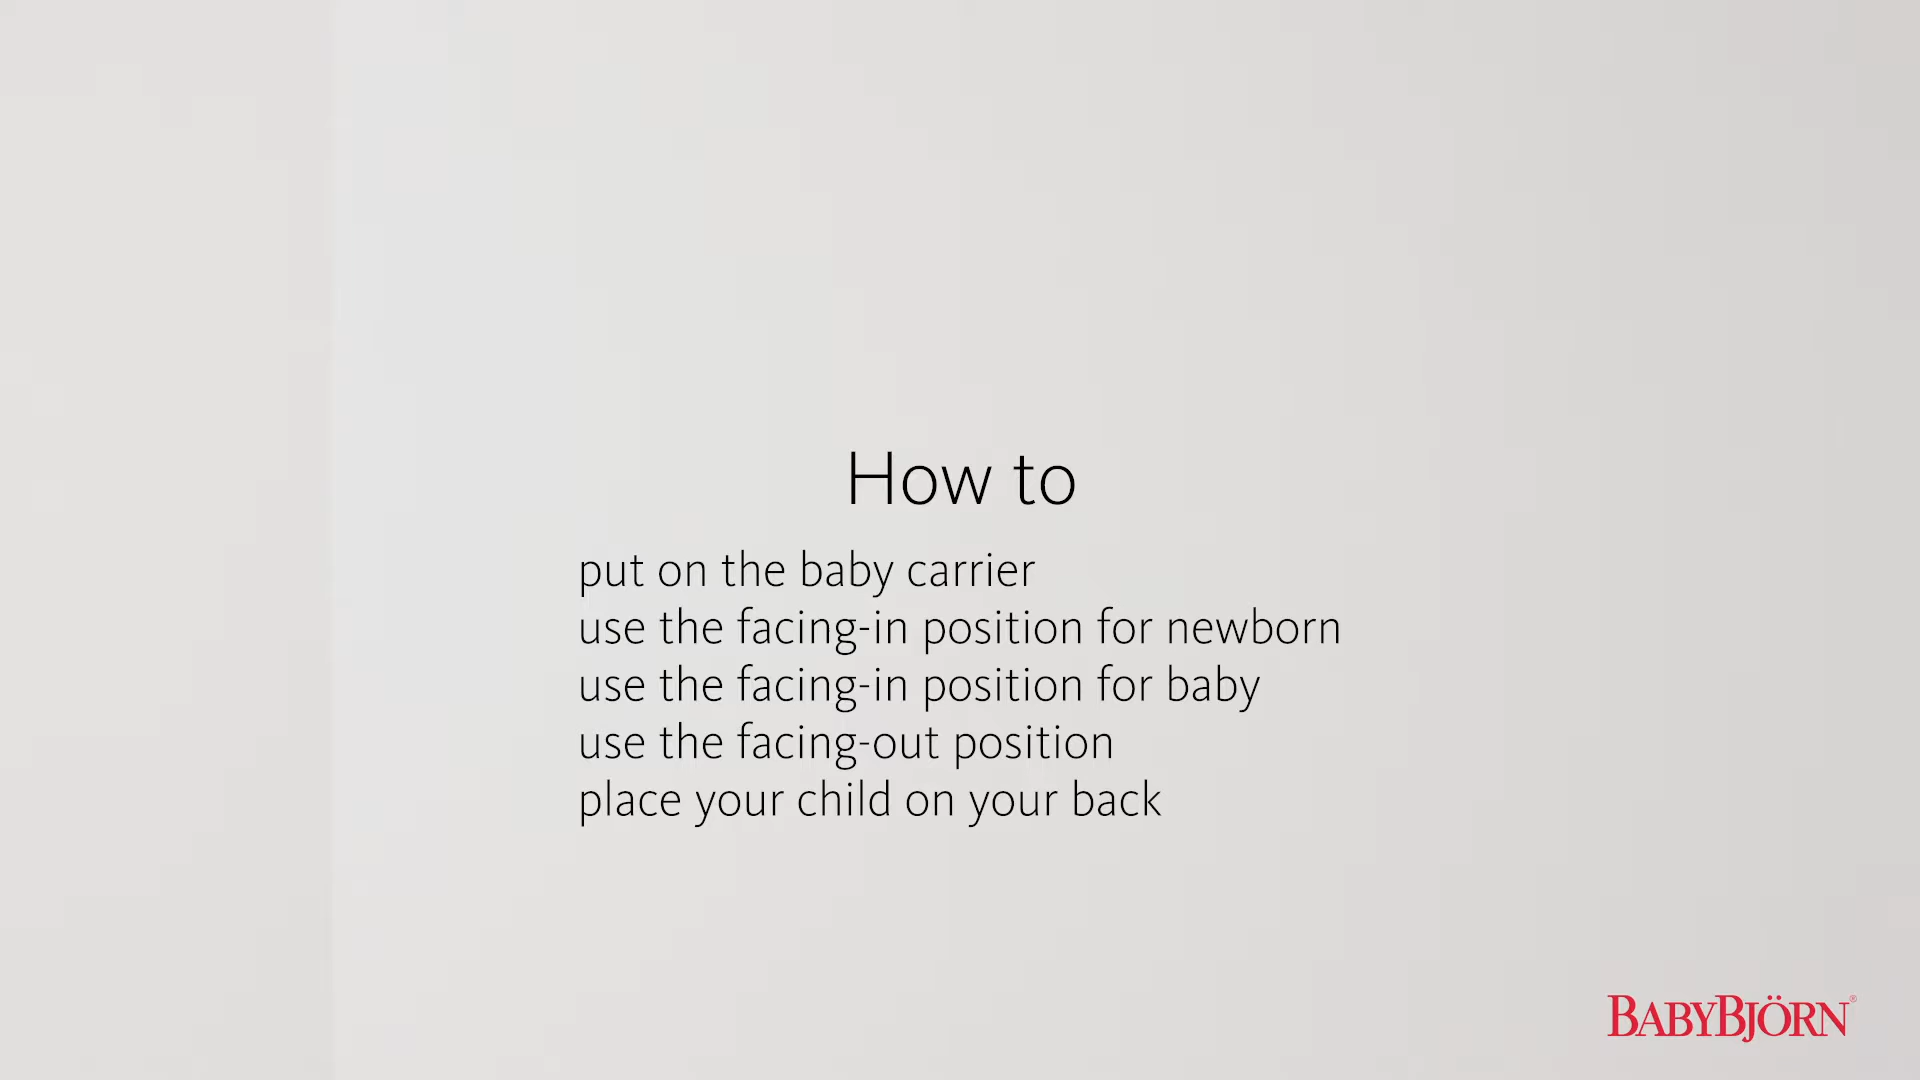 How to
put on the baby carrier
use the facing-in position for newborn
use the facing-in position for baby
use the facing-out position
place your child on your back
BABYBJÖRN®